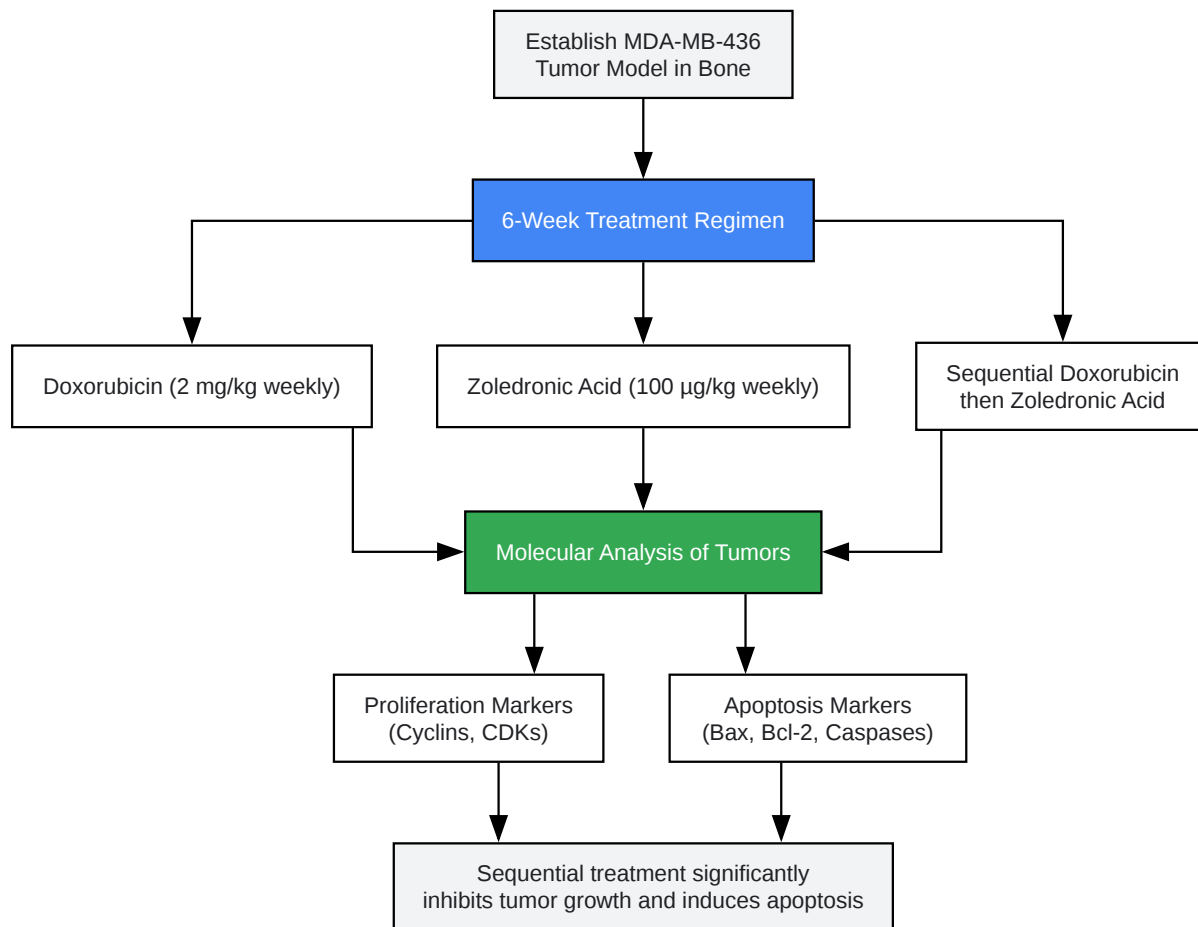 Establish MDA-MB-436
Tumor Model in Bone
6-Week Treatment Regimen
Doxorubicin (2 mg/kg weekly)
Zoledronic Acid (100 µg/kg weekly)
Sequential Doxorubicin
then Zoledronic Acid
Molecular Analysis of Tumors
Proliferation Markers
(Cyclins, CDKs)
Apoptosis Markers
(Bax, Bcl-2, Caspases)
Sequential treatment significantly
inhibits tumor growth and induces apoptosis